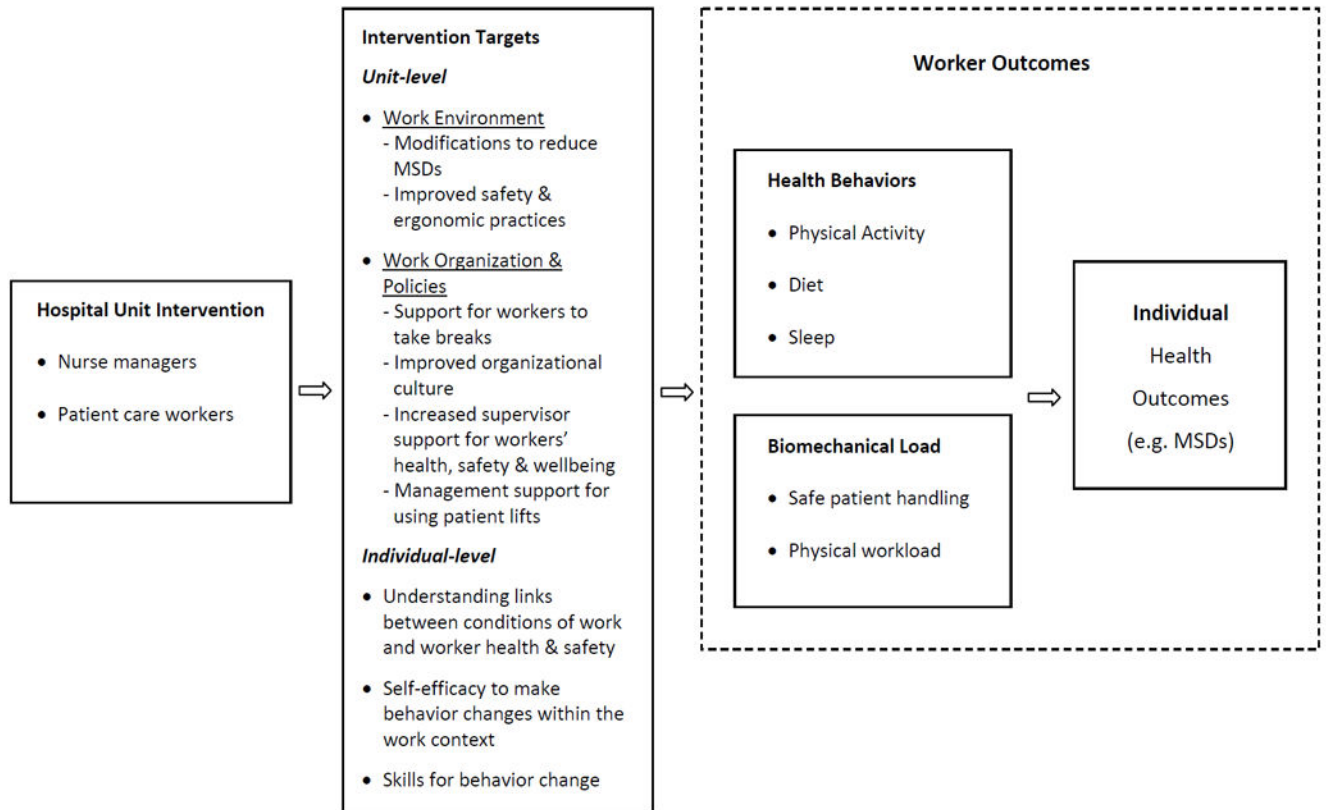 Hospital Unit Intervention
• Nurse managers
• Patient care workers
Intervention Targets
Unit-level
• Work Environment
- Modifications to reduce
MSDs
- Improved safety &
ergonomic practices
• Work Organization &
Policies
- Support for workers to
take breaks
- Improved organizational
culture
- Increased supervisor
support for workers’
health, safety & wellbeing
- Management support for
using patient lifts
Individual-level
• Understanding links
between conditions of work
and worker health & safety
• Self-efficacy to make
behavior changes within the
work context
• Skills for behavior change
Worker Outcomes
Health Behaviors
• Physical Activity
• Diet
• Sleep
Biomechanical Load
• Safe patient handling
• Physical workload
Individual
Health
Outcomes
(e.g. MSDs)